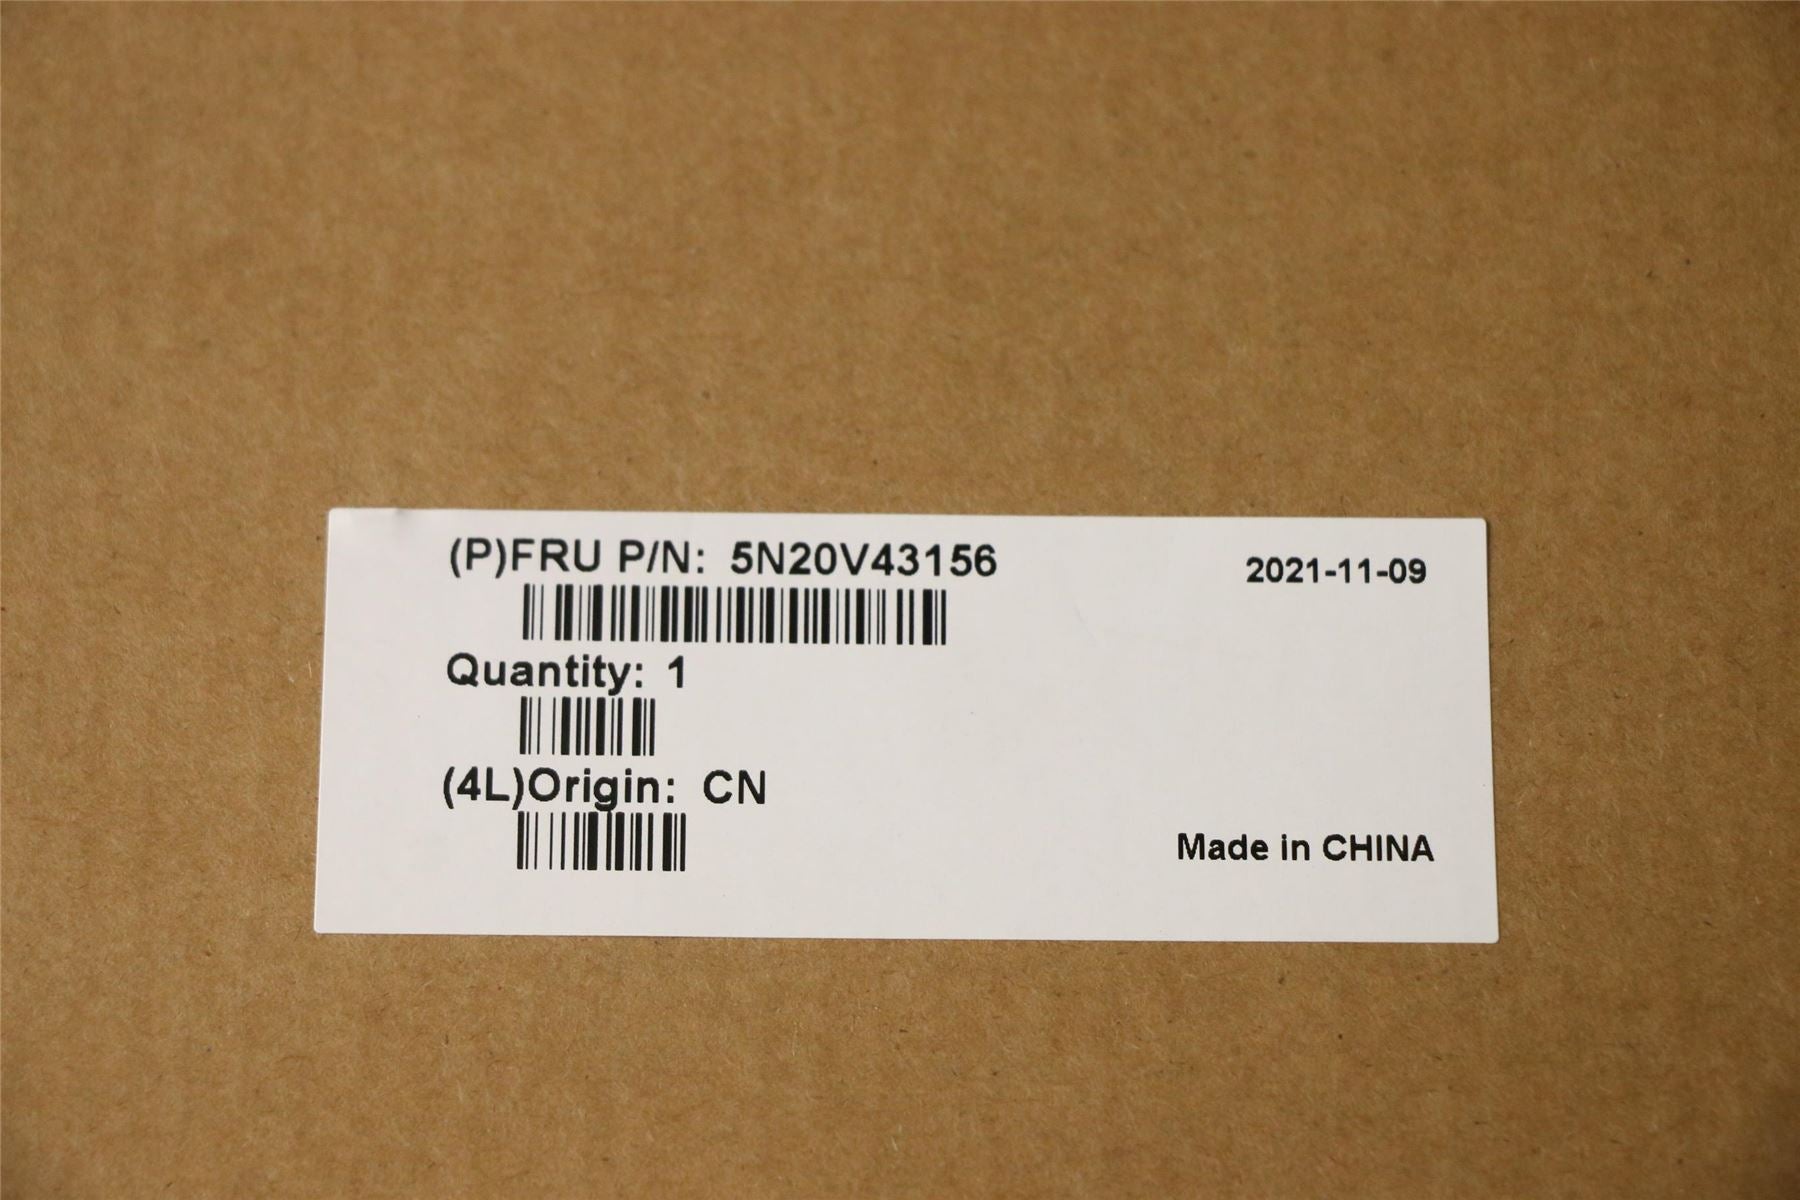 (P)FRU P/N: 5N20V43156
2021-11-09
Quantity: 1
(4L)Origin: CN
Made in CHINA